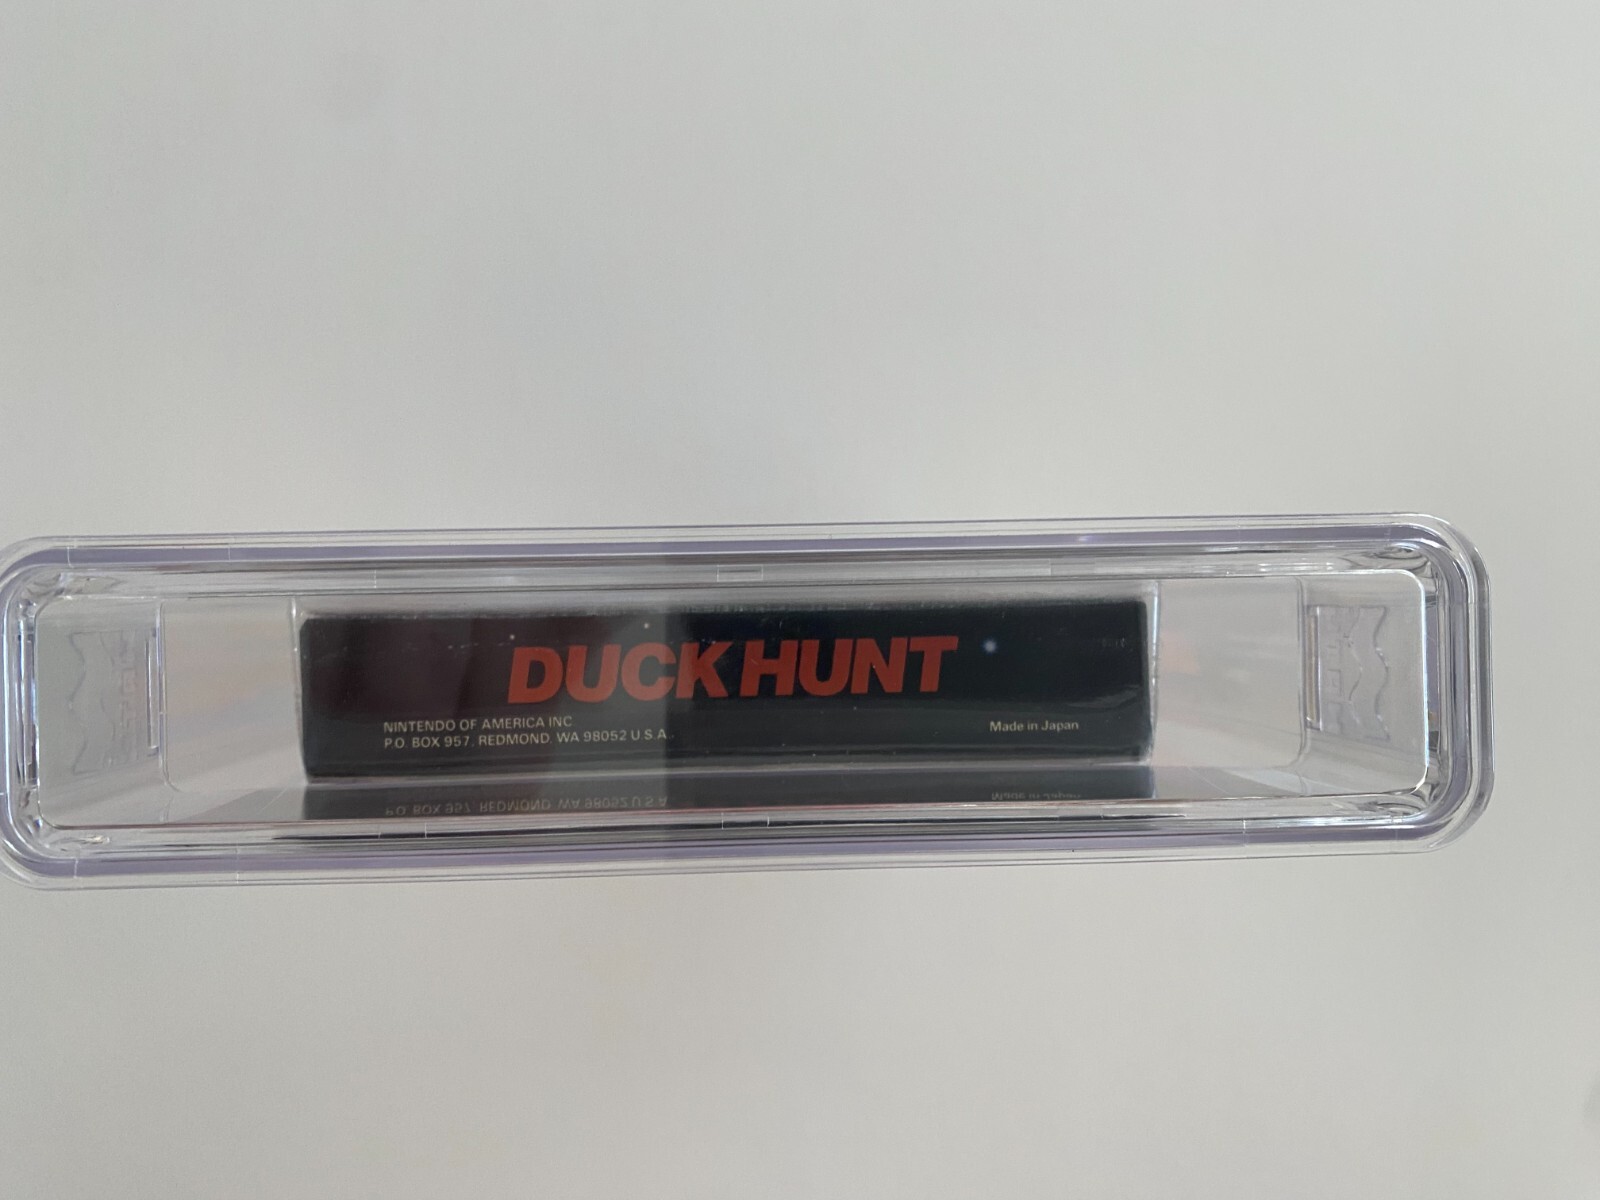 DUCK HUNT
NINTENDO OF AMERICA INC
P.O. BOX 957, REDMOND, WA 98052 U.S.A.
Made in Japan